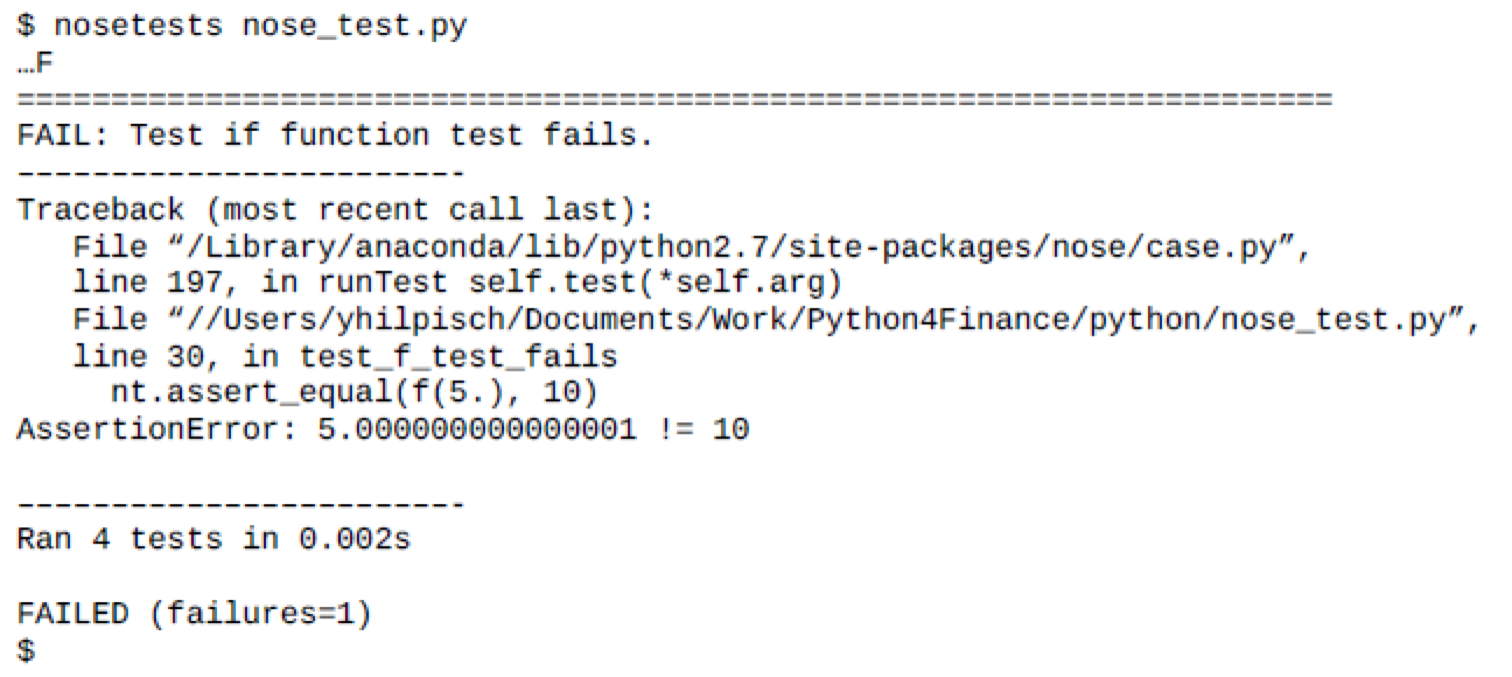 $ nosetests nose_test.py
…F
======================================================================
FAIL: Test if function test fails.
------------------------
Traceback (most recent call last):
   File “/Library/anaconda/lib/python2.7/site-packages/nose/case.py”,
   line 197, in runTest self.test(*self.arg)
   File “//Users/yhilpisch/Documents/Work/Python4Finance/python/nose_test.py”,
   line 30, in test_f_test_fails
     nt.assert_equal(f(5.), 10)
AssertionError: 5.000000000000001 != 10

------------------------
Ran 4 tests in 0.002s

FAILED (failures=1)
$